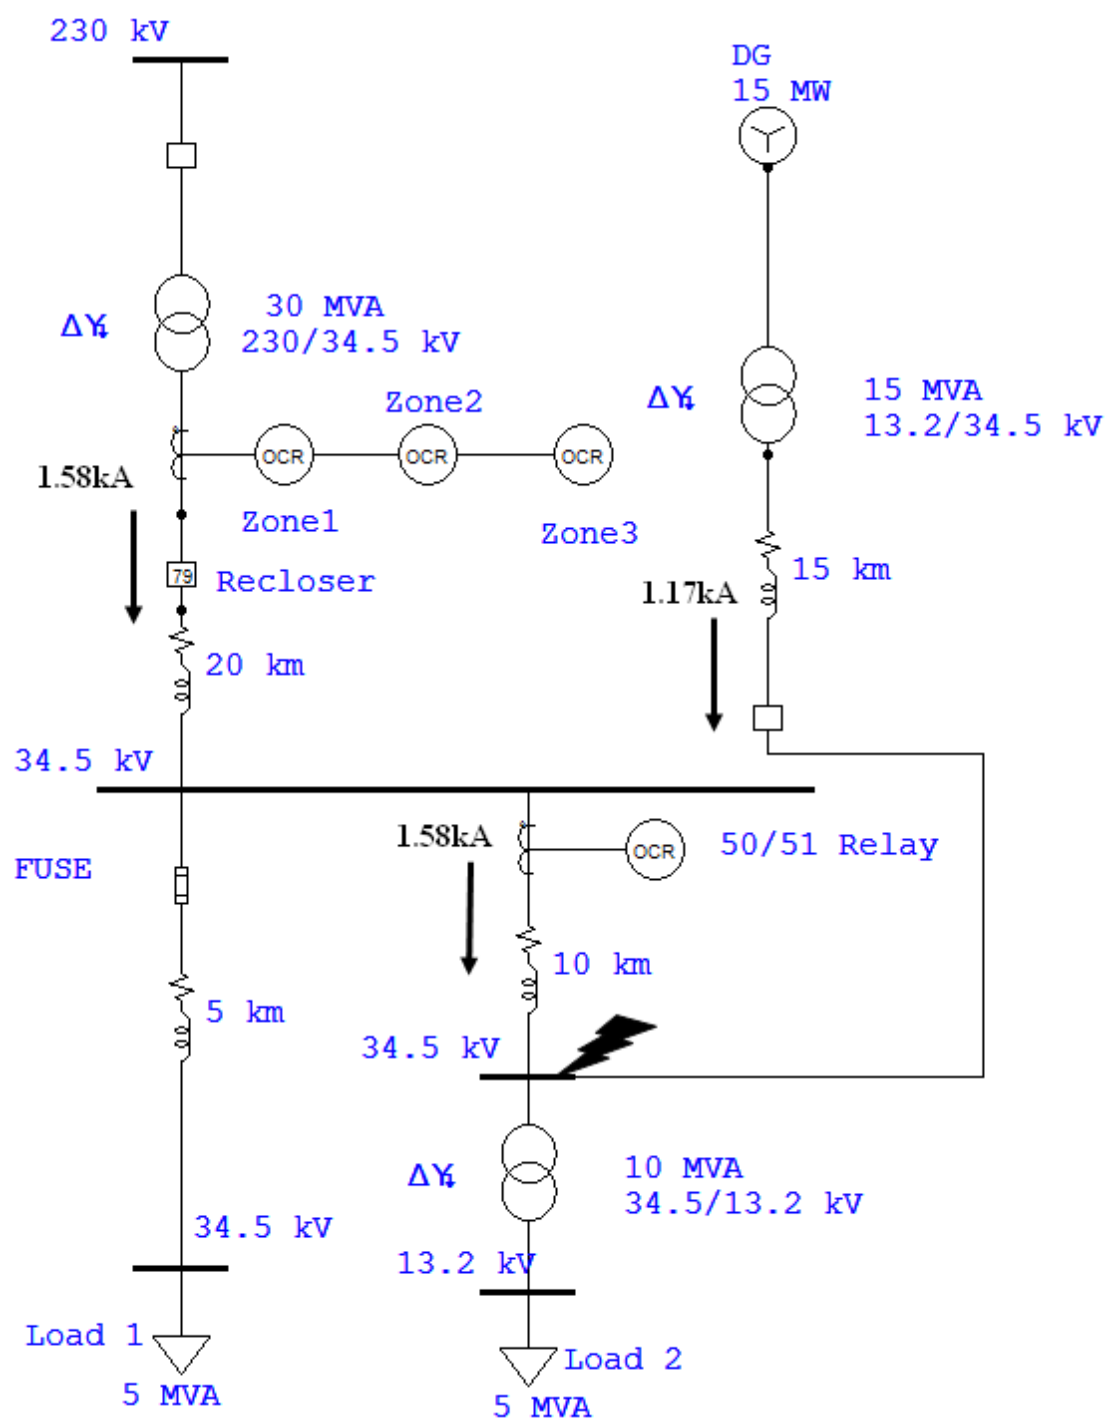 230 kV
DG
15 MW
30 MVA
230/34.5 kV
ΔY
Zone2
ΔY
15 MVA
13.2/34.5 kV
OCR
OCR
OCR
1.58kA
Zone1
Zone3
79
Recloser
15 km
1.17kA
20 km
34.5 kV
1.58kA
OCR
50/51 Relay
FUSE
10 km
5 km
34.5 kV
ΔY
10 MVA
34.5/13.2 kV
34.5 kV
13.2 kV
Load 1
Load 2
5 MVA
5 MVA